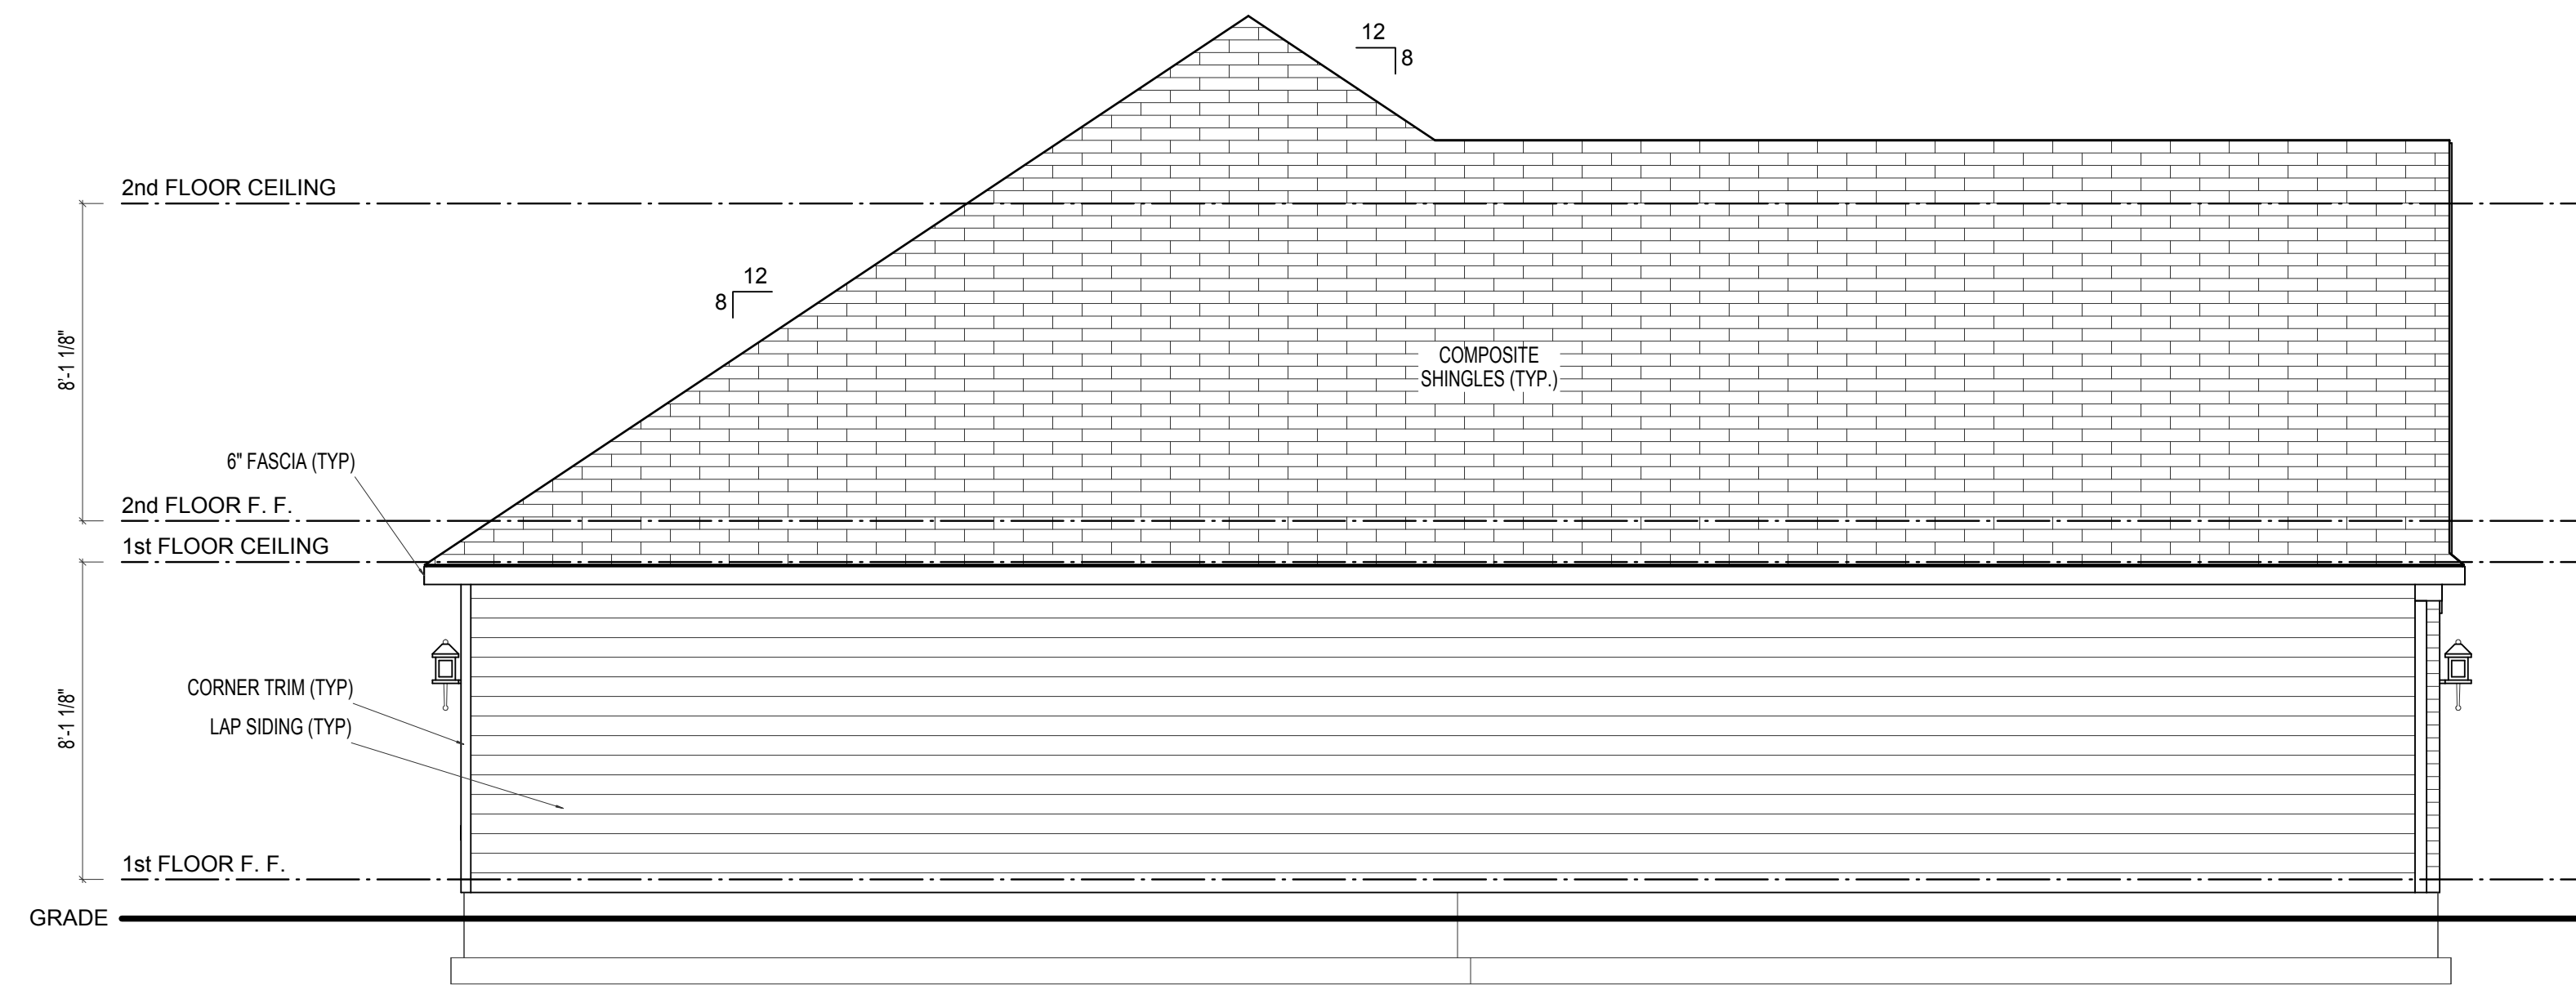 12
8
2nd FLOOR CEILING
12
8
8'-1 1/8"
COMPOSITE
SHINGLES (TYP.)
6" FASCIA (TYP)
2nd FLOOR F. F.
1st FLOOR CEILING
CORNER TRIM (TYP)
8'-1 1/8"
LAP SIDING (TYP)
1st FLOOR F. F.
GRADE